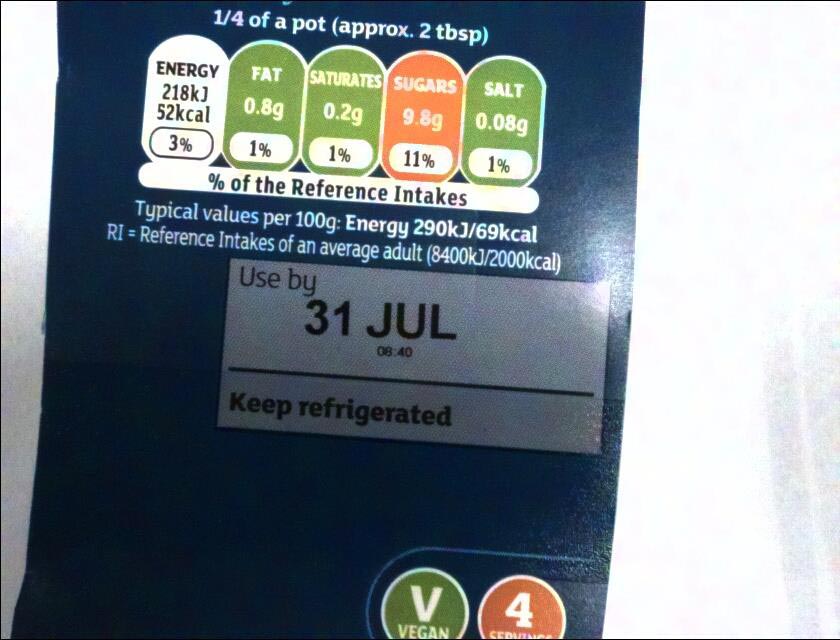 1/4 of a pot (approx. 2 tbsp)
ENERGY 218kJ 52kcal 3%
FAT 0.8g 1%
SATURATES 0.2g 1%
SUGARS 9.8g 11%
SALT 0.08g 1%
% of the Reference Intakes
Typical values per 100g: Energy 290kJ/69kcal
RI = Reference Intakes of an average adult (8400kJ/2000kcal)
Use by
31 JUL
08:40
Keep refrigerated
V
VEGAN
4
SERVINGS